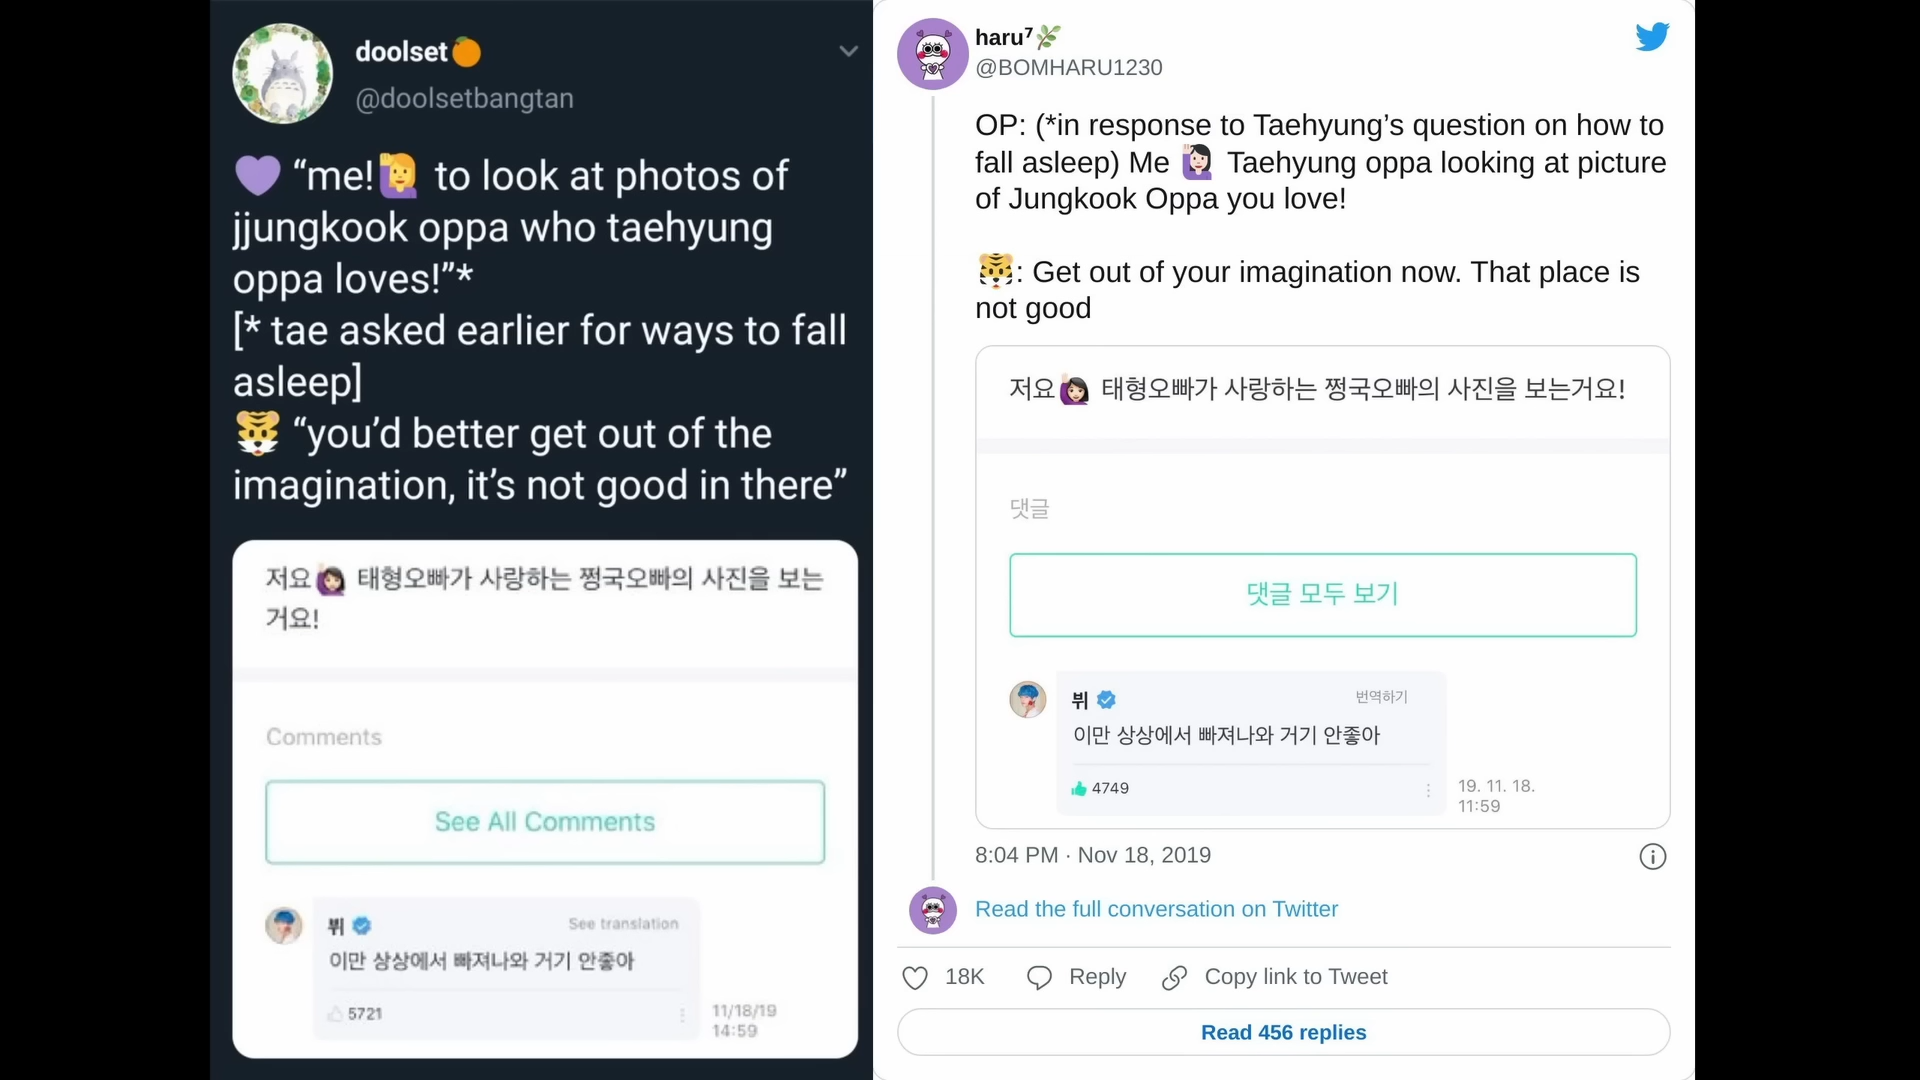 doolset🍊
@doolsetbangtan
💜 “me!🙋 to look at photos of
jjungkook oppa who taehyung
oppa loves!”*
[* tae asked earlier for ways to fall
asleep]
🐯 “you’d better get out of the
imagination, it’s not good in there”
저요🙋🏻‍♀️ 태형오빠가 사랑하는 쩡국오빠의 사진을 보는
거요!
Comments
See All Comments
뷔
See translation
이만 상상에서 빠져나와 거기 안좋아
5721
11/18/19
14:59
haru⁷🌿
@BOMHARU1230
OP: (*in response to Taehyung’s question on how to
fall asleep) Me 🙋🏻‍♀️ Taehyung oppa looking at picture
of Jungkook Oppa you love!
🐯: Get out of your imagination now. That place is
not good
저요🙋🏻‍♀️ 태형오빠가 사랑하는 쩡국오빠의 사진을 보는거요!
댓글
댓글 모두 보기
뷔
번역하기
이만 상상에서 빠져나와 거기 안좋아
4749
19. 11. 18.
11:59
8:04 PM · Nov 18, 2019
Read the full conversation on Twitter
18K Reply Copy link to Tweet
Read 456 replies